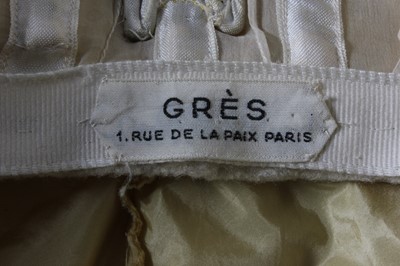 GRÈS
1. RUE DE LA PAIX PARIS